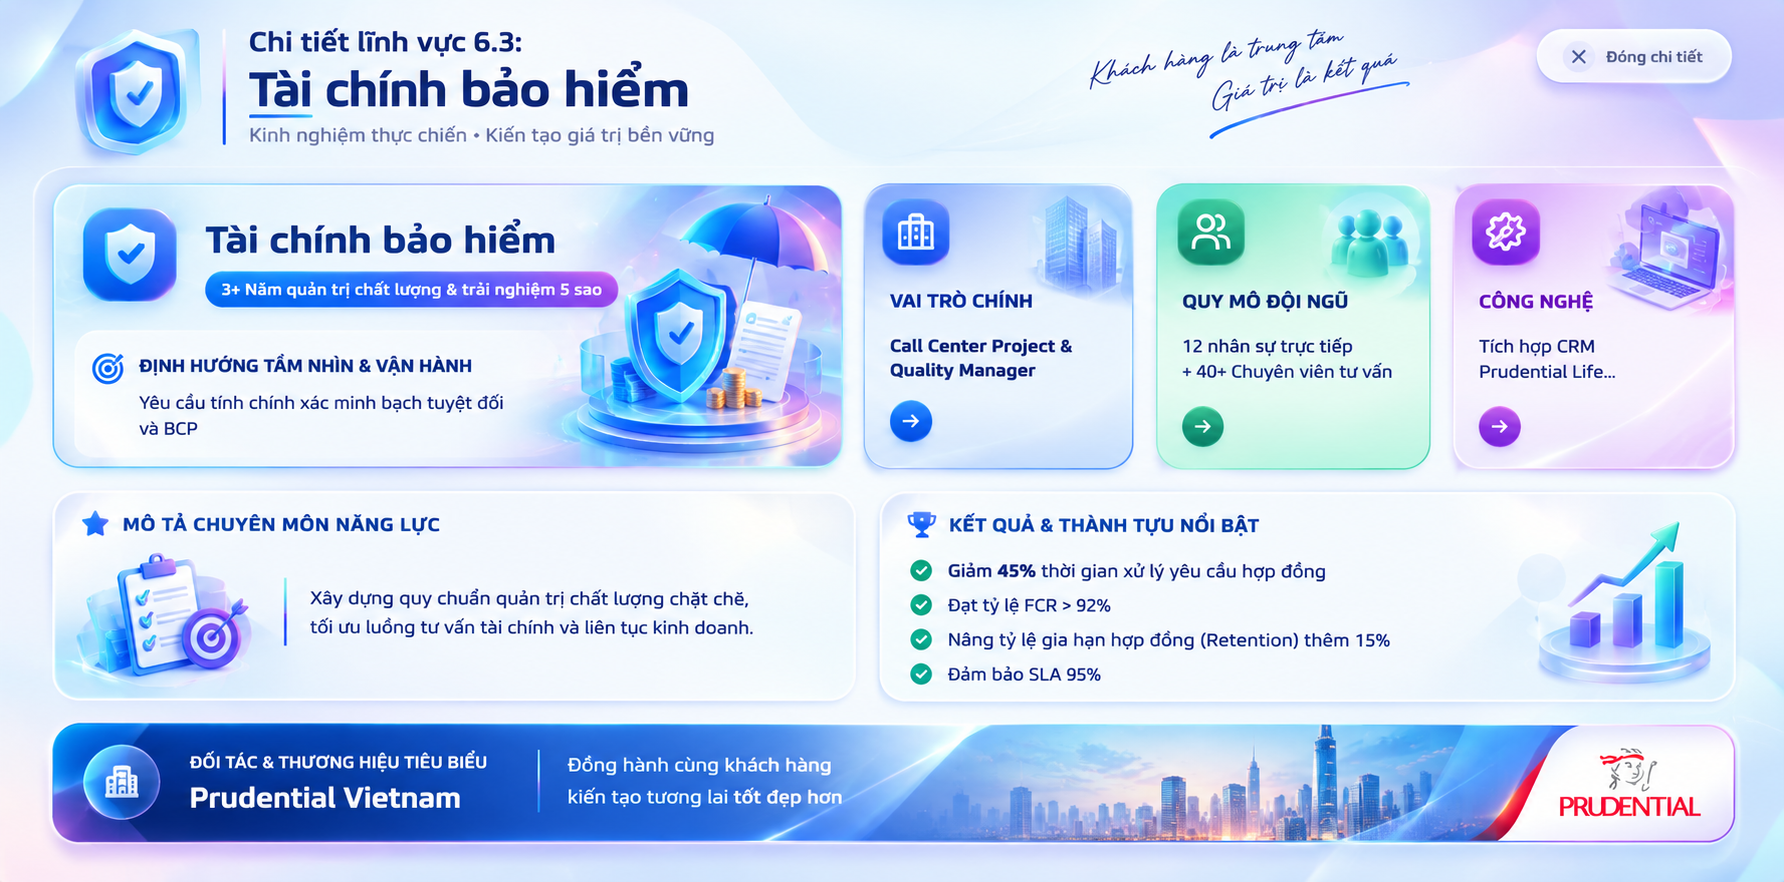 Chi tiết lĩnh vực 6.3:
Tài chính bảo hiểm
Kinh nghiệm thực chiến • Kiến tạo giá trị bền vững
Khách hàng là trung tâm
Giá trị là kết quả
Đóng chi tiết
Tài chính bảo hiểm
3+ Năm quản trị chất lượng & trải nghiệm 5 sao
ĐỊNH HƯỚNG TẦM NHÌN & VẬN HÀNH
Yêu cầu tính chính xác minh bạch tuyệt đối
và BCP
VAI TRÒ CHÍNH
Call Center Project &
Quality Manager
QUY MÔ ĐỘI NGŨ
12 nhân sự trực tiếp
+ 40+ Chuyên viên tư vấn
CÔNG NGHỆ
Tích hợp CRM
Prudential Life...
MÔ TẢ CHUYÊN MÔN NĂNG LỰC
Xây dựng quy chuẩn quản trị chất lượng chặt chẽ,
tối ưu luồng tư vấn tài chính và liên tục kinh doanh.
KẾT QUẢ & THÀNH TỰU NỔI BẬT
Giảm 45% thời gian xử lý yêu cầu hợp đồng
Đạt tỷ lệ FCR > 92%
Nâng tỷ lệ gia hạn hợp đồng (Retention) thêm 15%
Đảm bảo SLA 95%
ĐỐI TÁC & THƯƠNG HIỆU TIÊU BIỂU
Prudential Vietnam
Đồng hành cùng khách hàng
kiến tạo tương lai tốt đẹp hơn
PRUDENTIAL